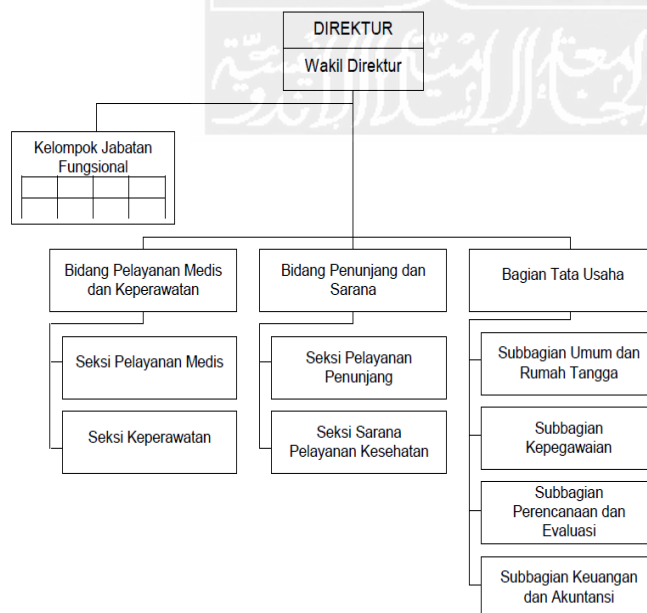 DIREKTUR
Wakil Direktur
Kelompok Jabatan
Fungsional
Bidang Pelayanan Medis
dan Keperawatan
Bidang Penunjang dan
Sarana
Bagian Tata Usaha
Seksi Pelayanan Medis
Seksi Keperawatan
Seksi Pelayanan
Penunjang
Seksi Sarana
Pelayanan Kesehatan
Subbagian Umum dan
Rumah Tangga
Subbagian
Kepegawaian
Subbagian
Perencanaan dan
Evaluasi
Subbagian Keuangan
dan Akuntansi